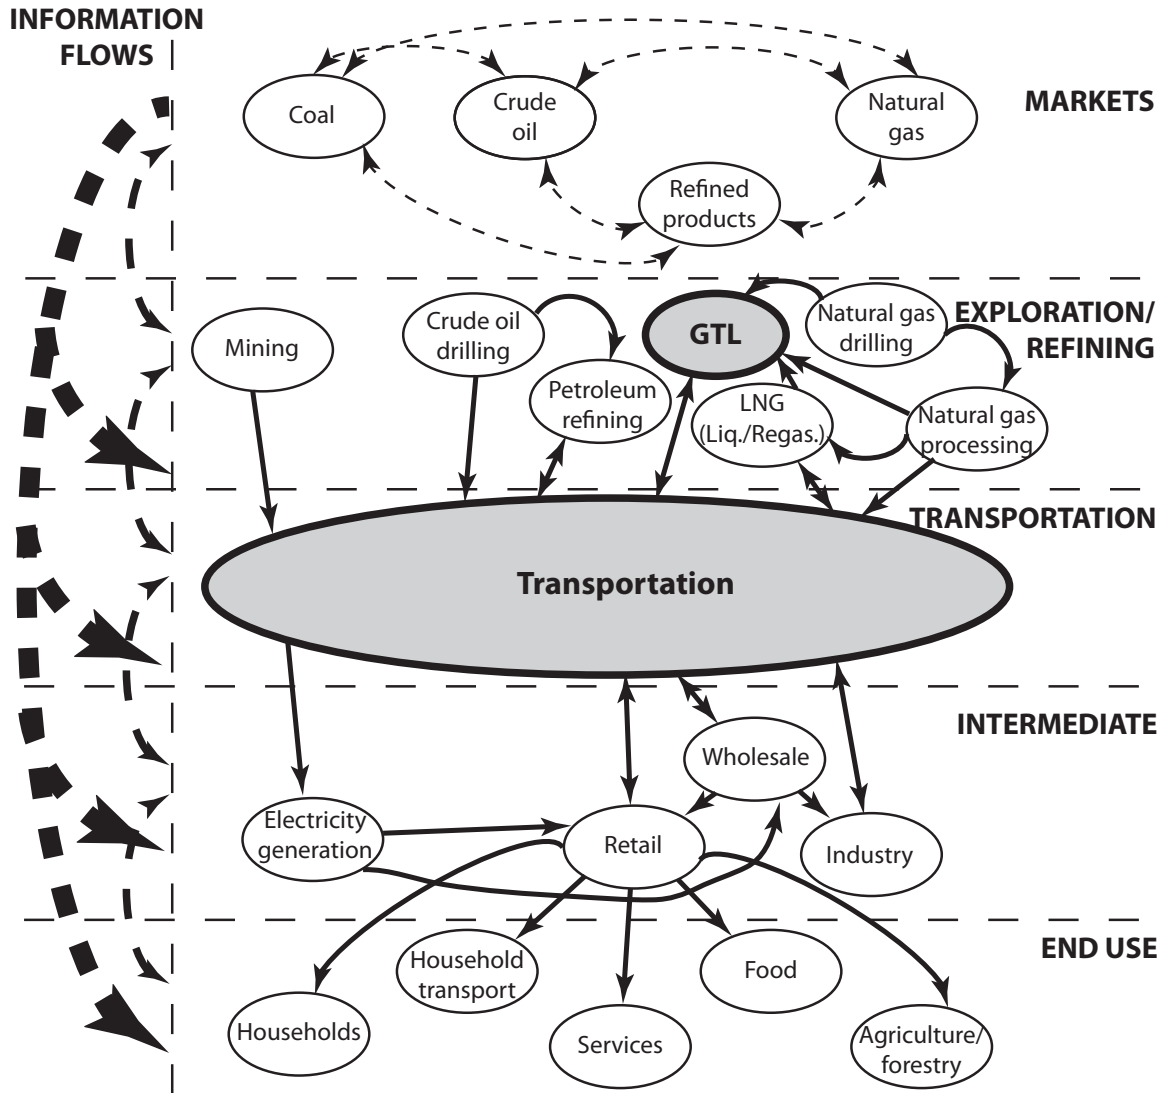 INFORMATION
FLOWS
MARKETS
Coal
Crude
oil
Natural
gas
Refined
products
EXPLORATION/
REFINING
Mining
Crude oil
drilling
GTL
Natural gas
drilling
Petroleum
refining
LNG
(Liq./Regas.)
Natural gas
processing
TRANSPORTATION
Transportation
INTERMEDIATE
Wholesale
Electricity
generation
Retail
Industry
END USE
Household
transport
Food
Households
Services
Agriculture/
forestry